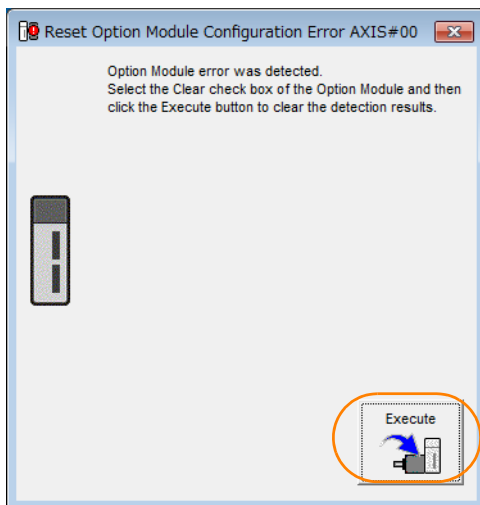 Reset Option Module Configuration Error AXIS#00
Option Module error was detected.
Select the Clear check box of the Option Module and then
click the Execute button to clear the detection results.
Execute